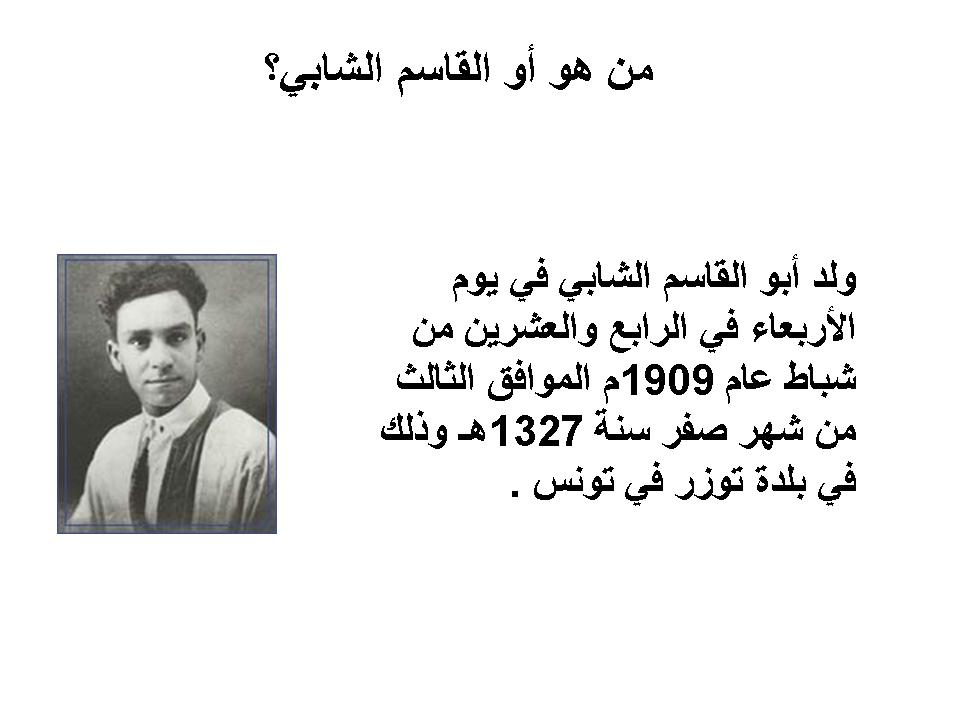 من هو أو القاسم الشابي؟
ولد أبو القاسم الشابي في يوم
الأربعاء في الرابع والعشرين من
شباط عام 1909م الموافق الثالث
من شهر صفر سنة 1327هـ وذلك
في بلدة توزر في تونس .